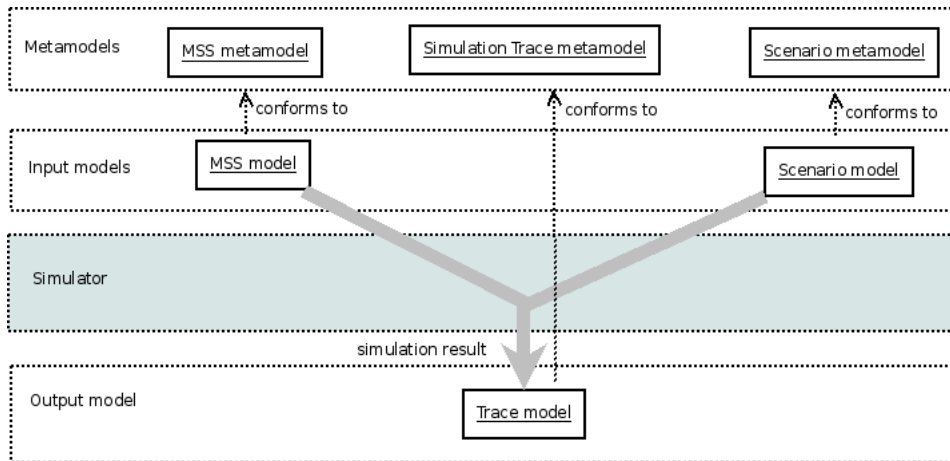 Metamodels
MSS metamodel
Simulation Trace metamodel
Scenario metamodel
conforms to
conforms to
conforms to
Input models
MSS model
Scenario model
Simulator
simulation result
Output model
Trace model